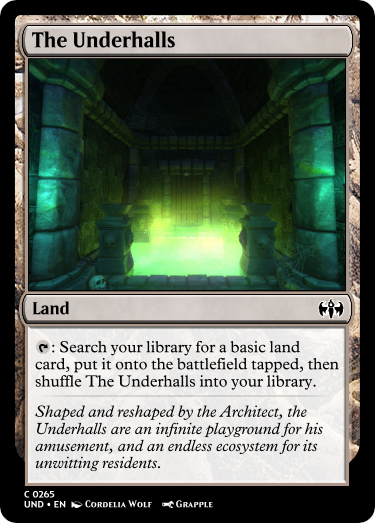 The Underhalls
Land
: Search your library for a basic land
card, put it onto the battlefield tapped, then
shuffle The Underhalls into your library.
Shaped and reshaped by the Architect, the
Underhalls are an infinite playground for his
amusement, and an endless ecosystem for its
unwitting residents.
C 0265
UND • EN Cordelia Wolf Grapple